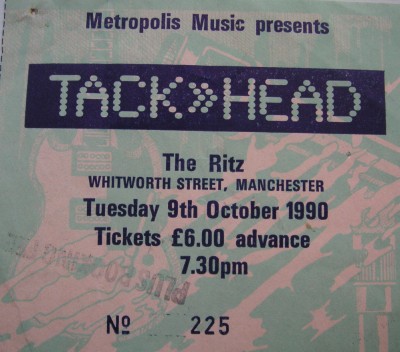 Metropolis Music presents
TACK>>HEAD
The Ritz
WHITWORTH STREET, MANCHESTER
Tuesday 9th October 1990
Tickets £6.00 advance
7.30pm
Nº 225